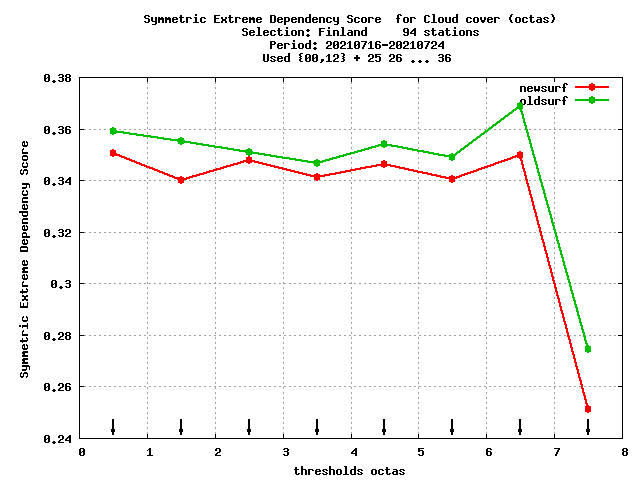 Symmetric Extreme Dependency Score for Cloud cover (octas)
Selection: Finland 94 stations
Period: 20210716-20210724
Used {00,12} + 25 26 ... 36
newsurf
oldsurf
Symmetric Extreme Dependency Score
0.38
0.36
0.34
0.32
0.3
0.28
0.26
0.24
0 1 2 3 4 5 6 7 8
thresholds octas